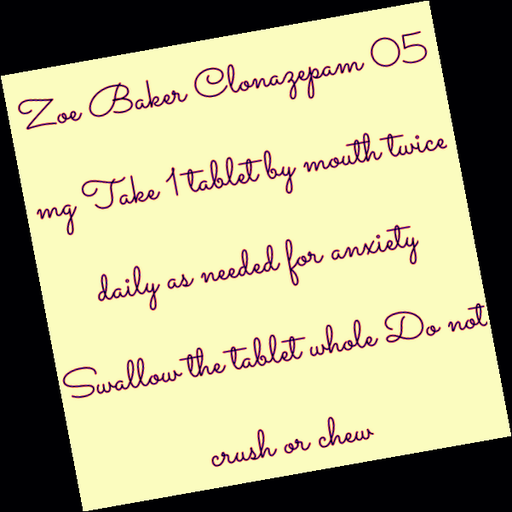 Zoe Baker Clonazepam 05
mg Take 1 tablet by mouth twice
daily as needed for anxiety
Swallow the tablet whole Do not
crush or chew